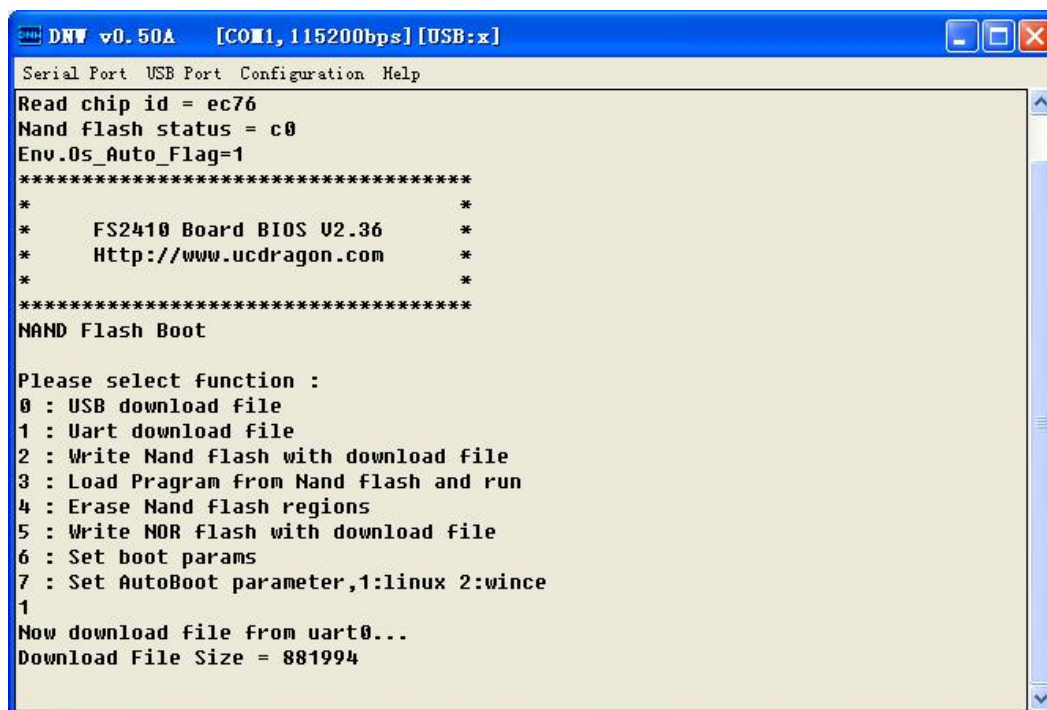 DNW v0.50A [COM1,115200bps][USB:x]
Serial Port USB Port Configuration Help
Read chip id = ec76
Nand flash status = c0
Env.Os_Auto_Flag=1
************************************
* *
* FS2410 Board BIOS V2.36 *
* Http://www.ucdragon.com *
* *
************************************
NAND Flash Boot
Please select function :
0 : USB download file
1 : Uart download file
2 : Write Nand flash with download file
3 : Load Pragram from Nand flash and run
4 : Erase Nand flash regions
5 : Write NOR flash with download file
6 : Set boot params
7 : Set AutoBoot parameter,1:linux 2:wince
1
Now download file from uart0...
Download File Size = 881994